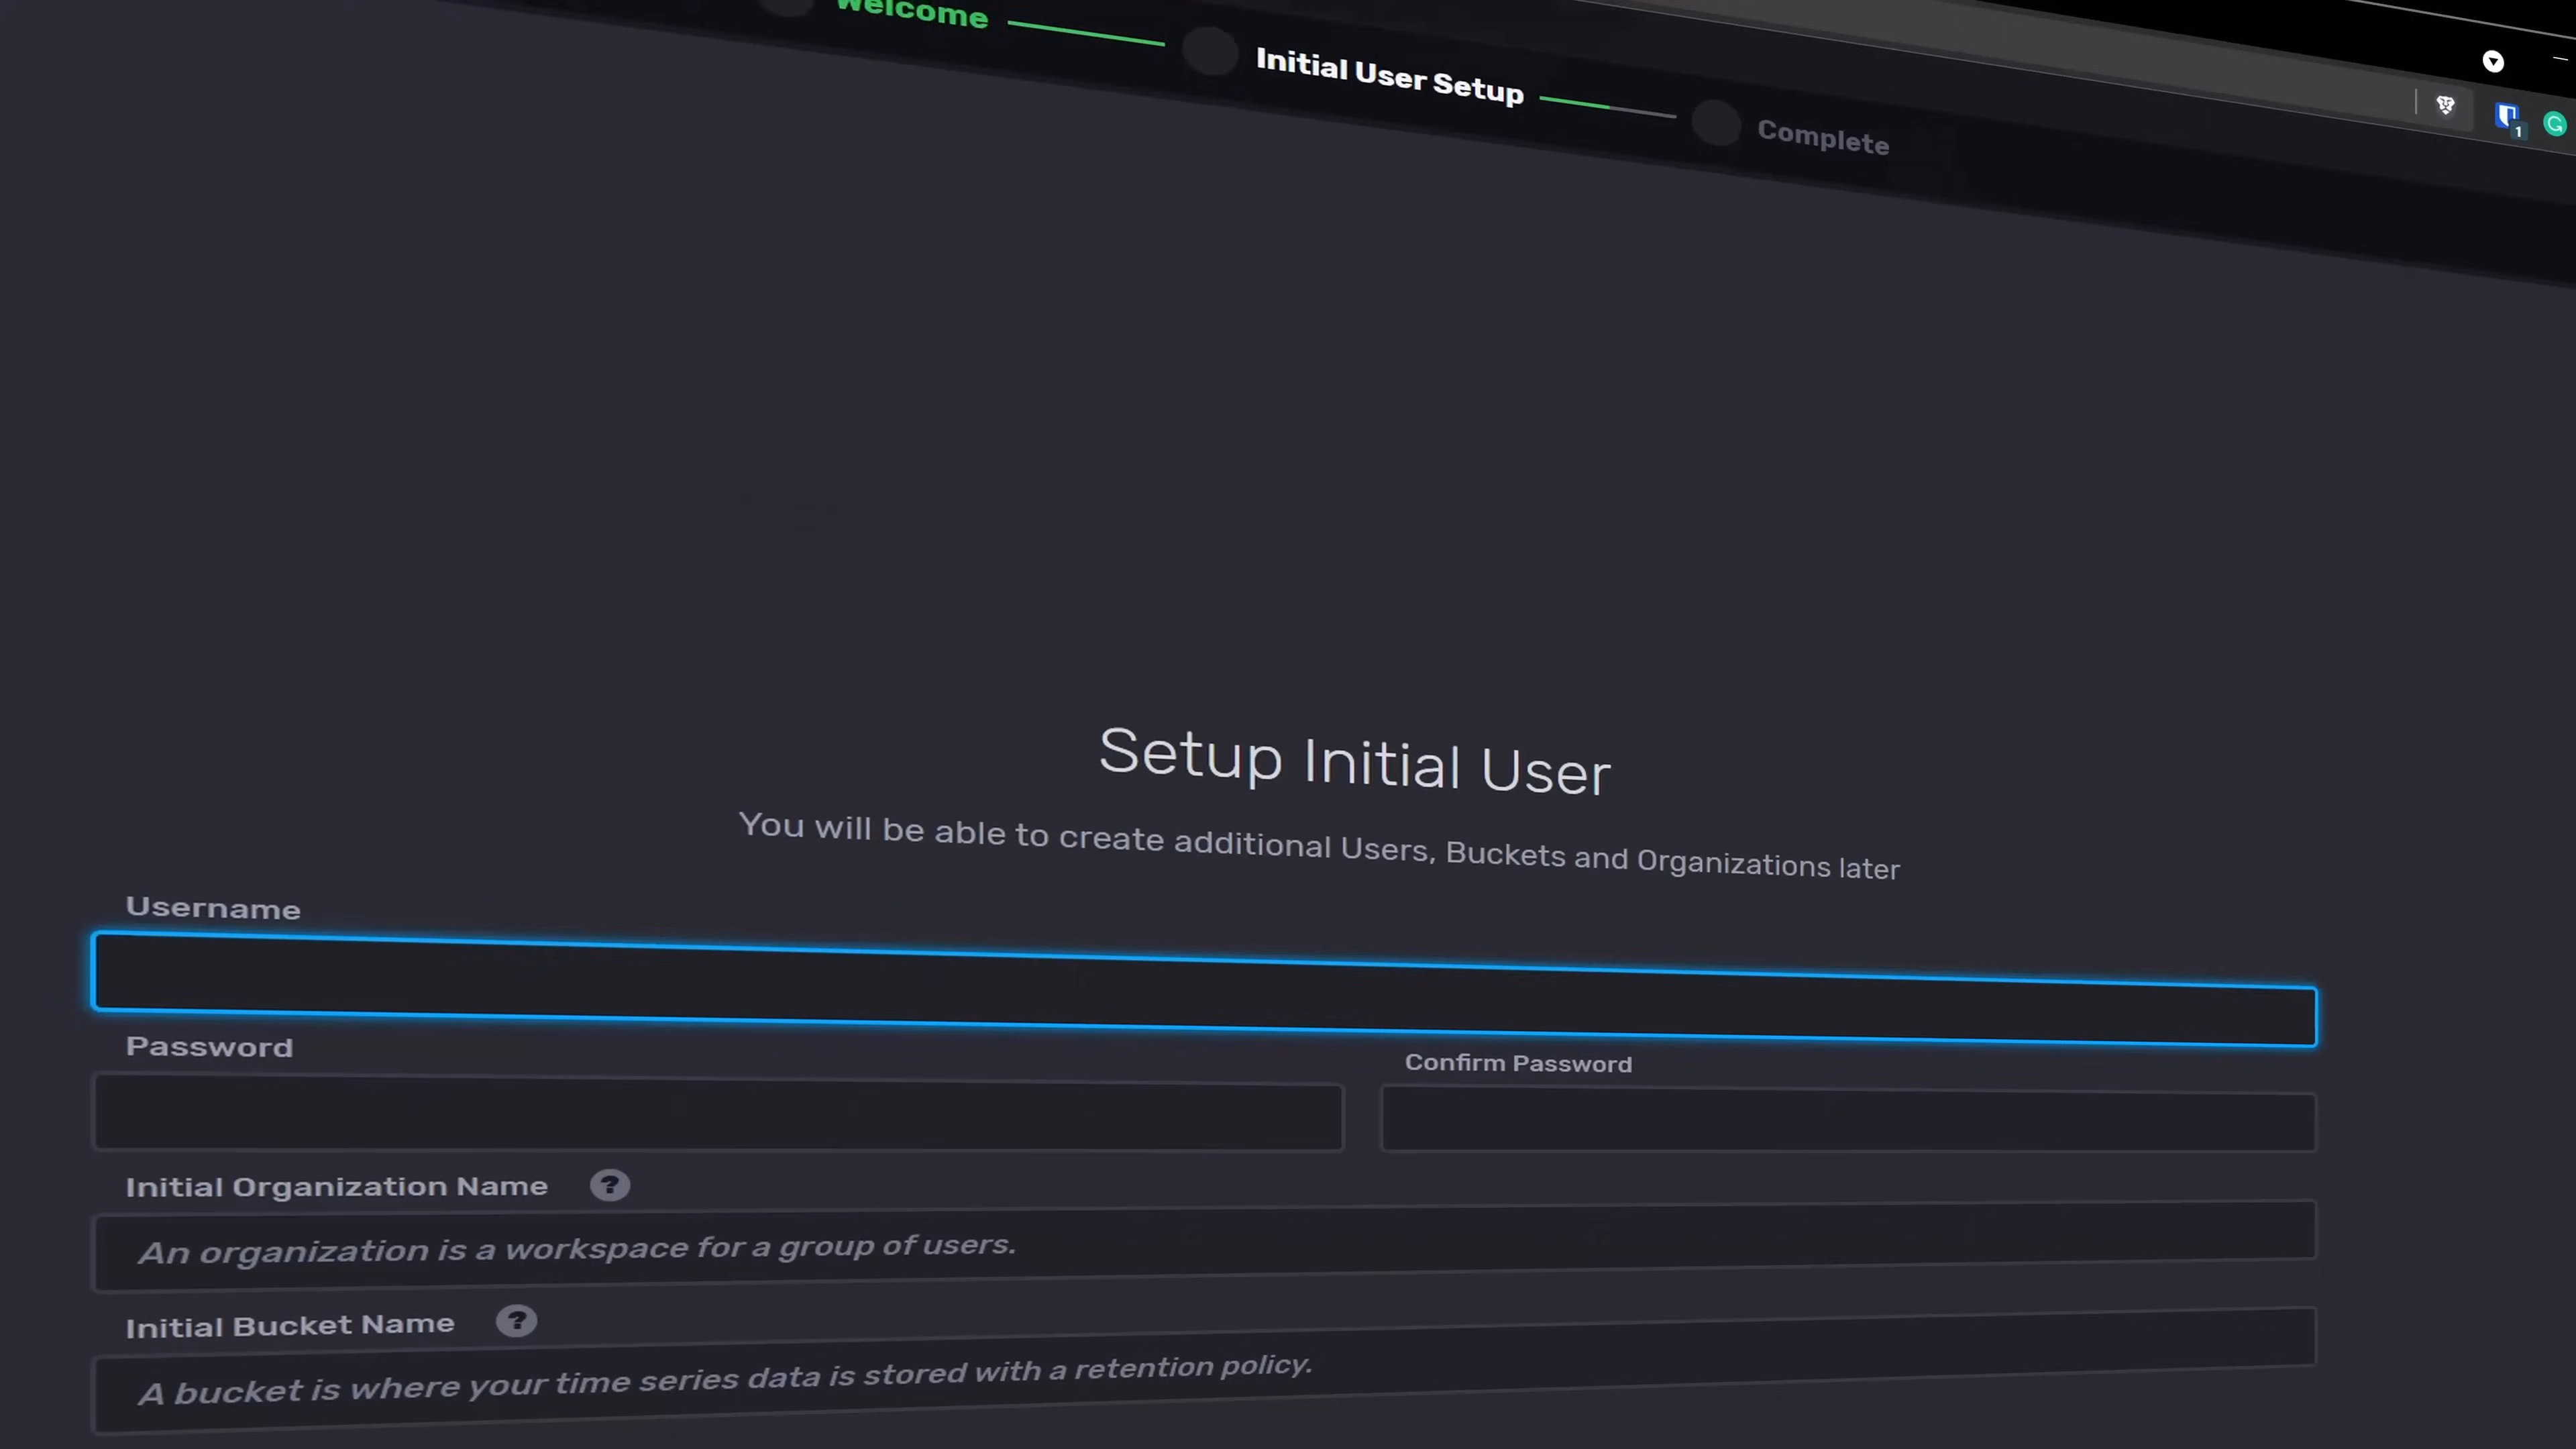 Welcome
Initial User Setup
Complete
1
Setup Initial User
You will be able to create additional Users, Buckets and Organizations later
Username
Password
Confirm Password
Initial Organization Name ?
An organization is a workspace for a group of users.
Initial Bucket Name ?
A bucket is where your time series data is stored with a retention policy.